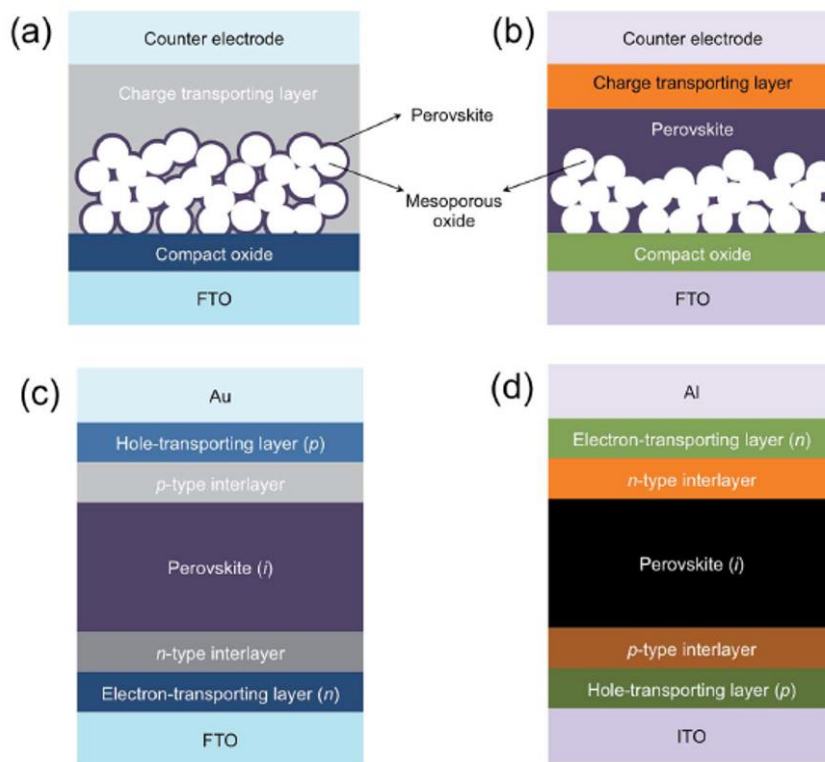 (a)
Counter electrode
Charge transporting layer
Perovskite
Mesoporous
oxide
Compact oxide
FTO
(b)
Counter electrode
Charge transporting layer
Perovskite
Compact oxide
FTO
(c)
Au
Hole-transporting layer (p)
p-type interlayer
Perovskite (i)
n-type interlayer
Electron-transporting layer (n)
FTO
(d)
Al
Electron-transporting layer (n)
n-type interlayer
Perovskite (i)
p-type interlayer
Hole-transporting layer (p)
ITO